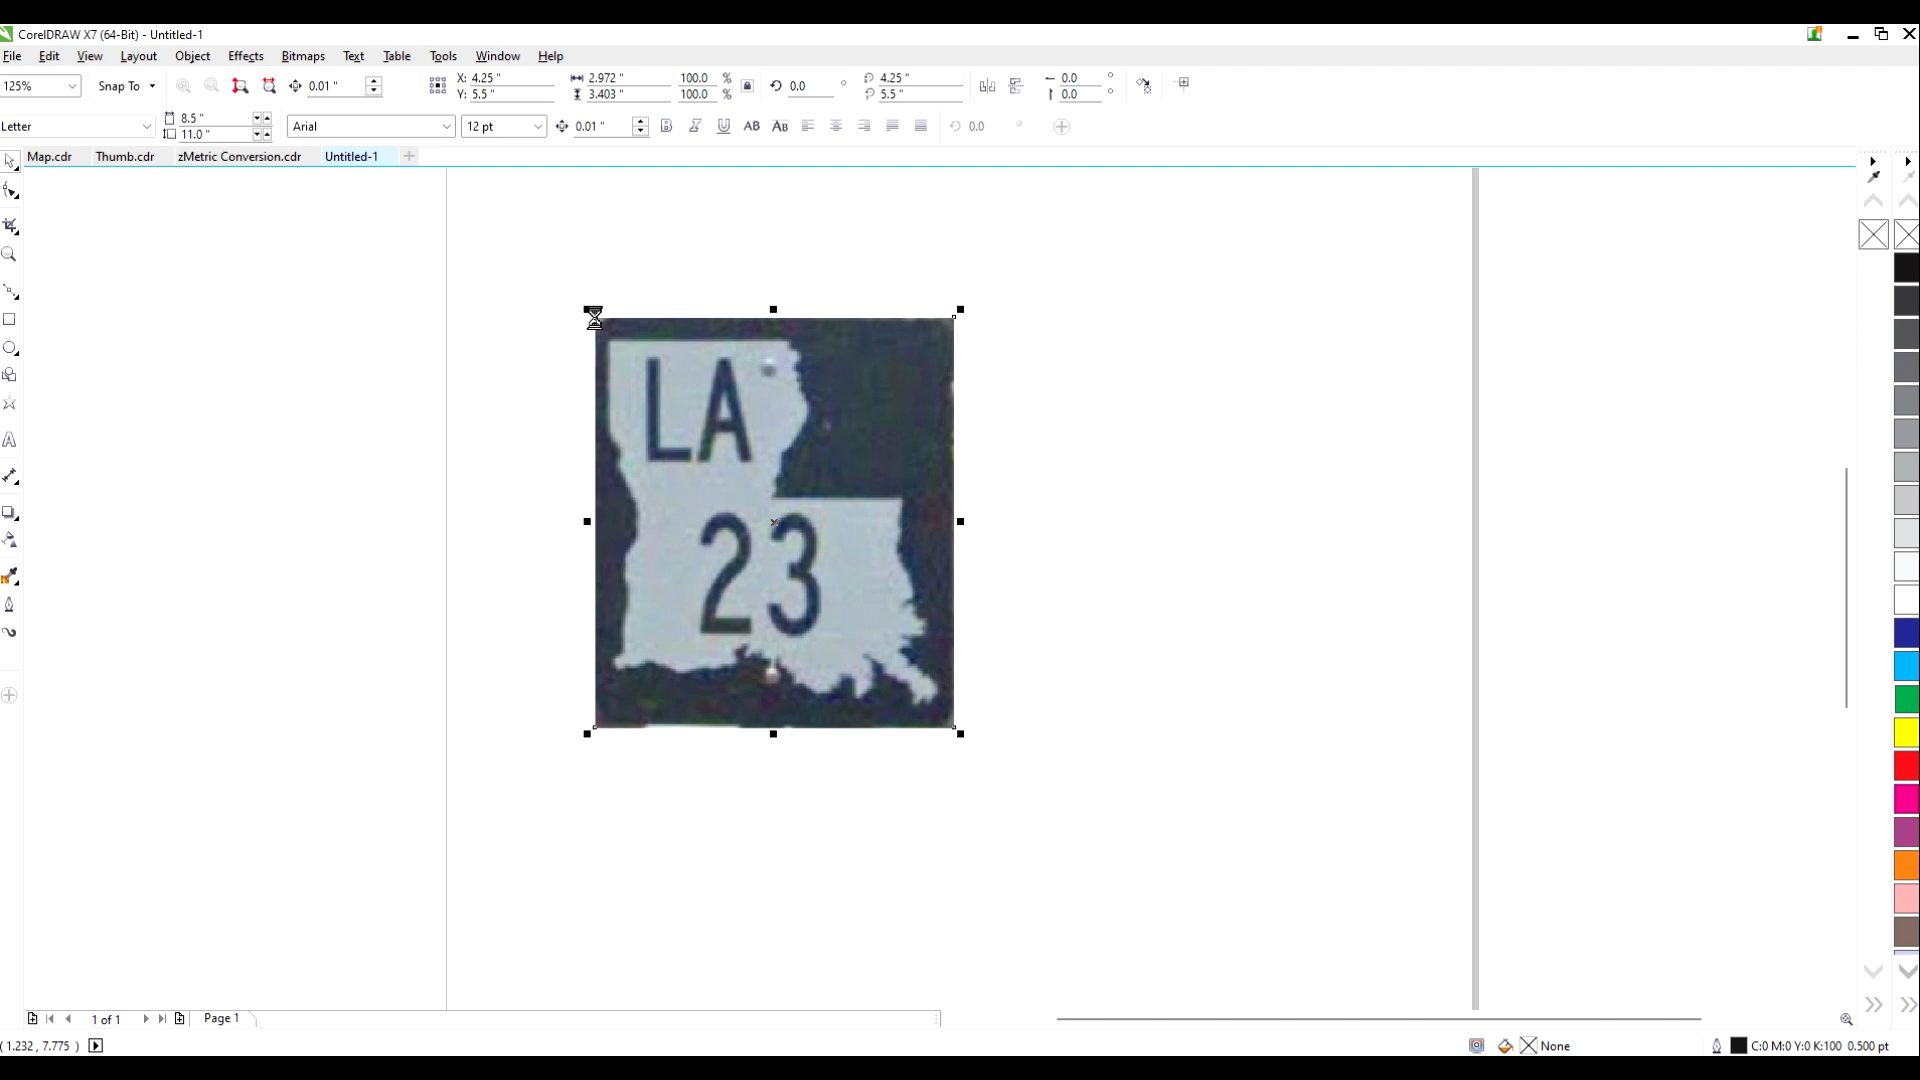 CorelDRAW X7 (64-Bit) - Untitled-1
File Edit View Layout Object Effects Bitmaps Text Table Tools Window Help
125% Snap To 0.01 " X: 4.25 " 2.972 " 100.0 % 0.0 ° 4.25 " 0.0 °
Y: 5.5 " 3.403 " 100.0 % 5.5 " 0.0 °
Letter 8.5 " Arial 12 pt 0.01 " AB AB 0.0 °
11.0 "
Map.cdr Thumb.cdr zMetric Conversion.cdr Untitled-1
LA
23
1 of 1 Page 1
( 1.232 , 7.775 ) None C:0 M:0 Y:0 K:100 0.500 pt